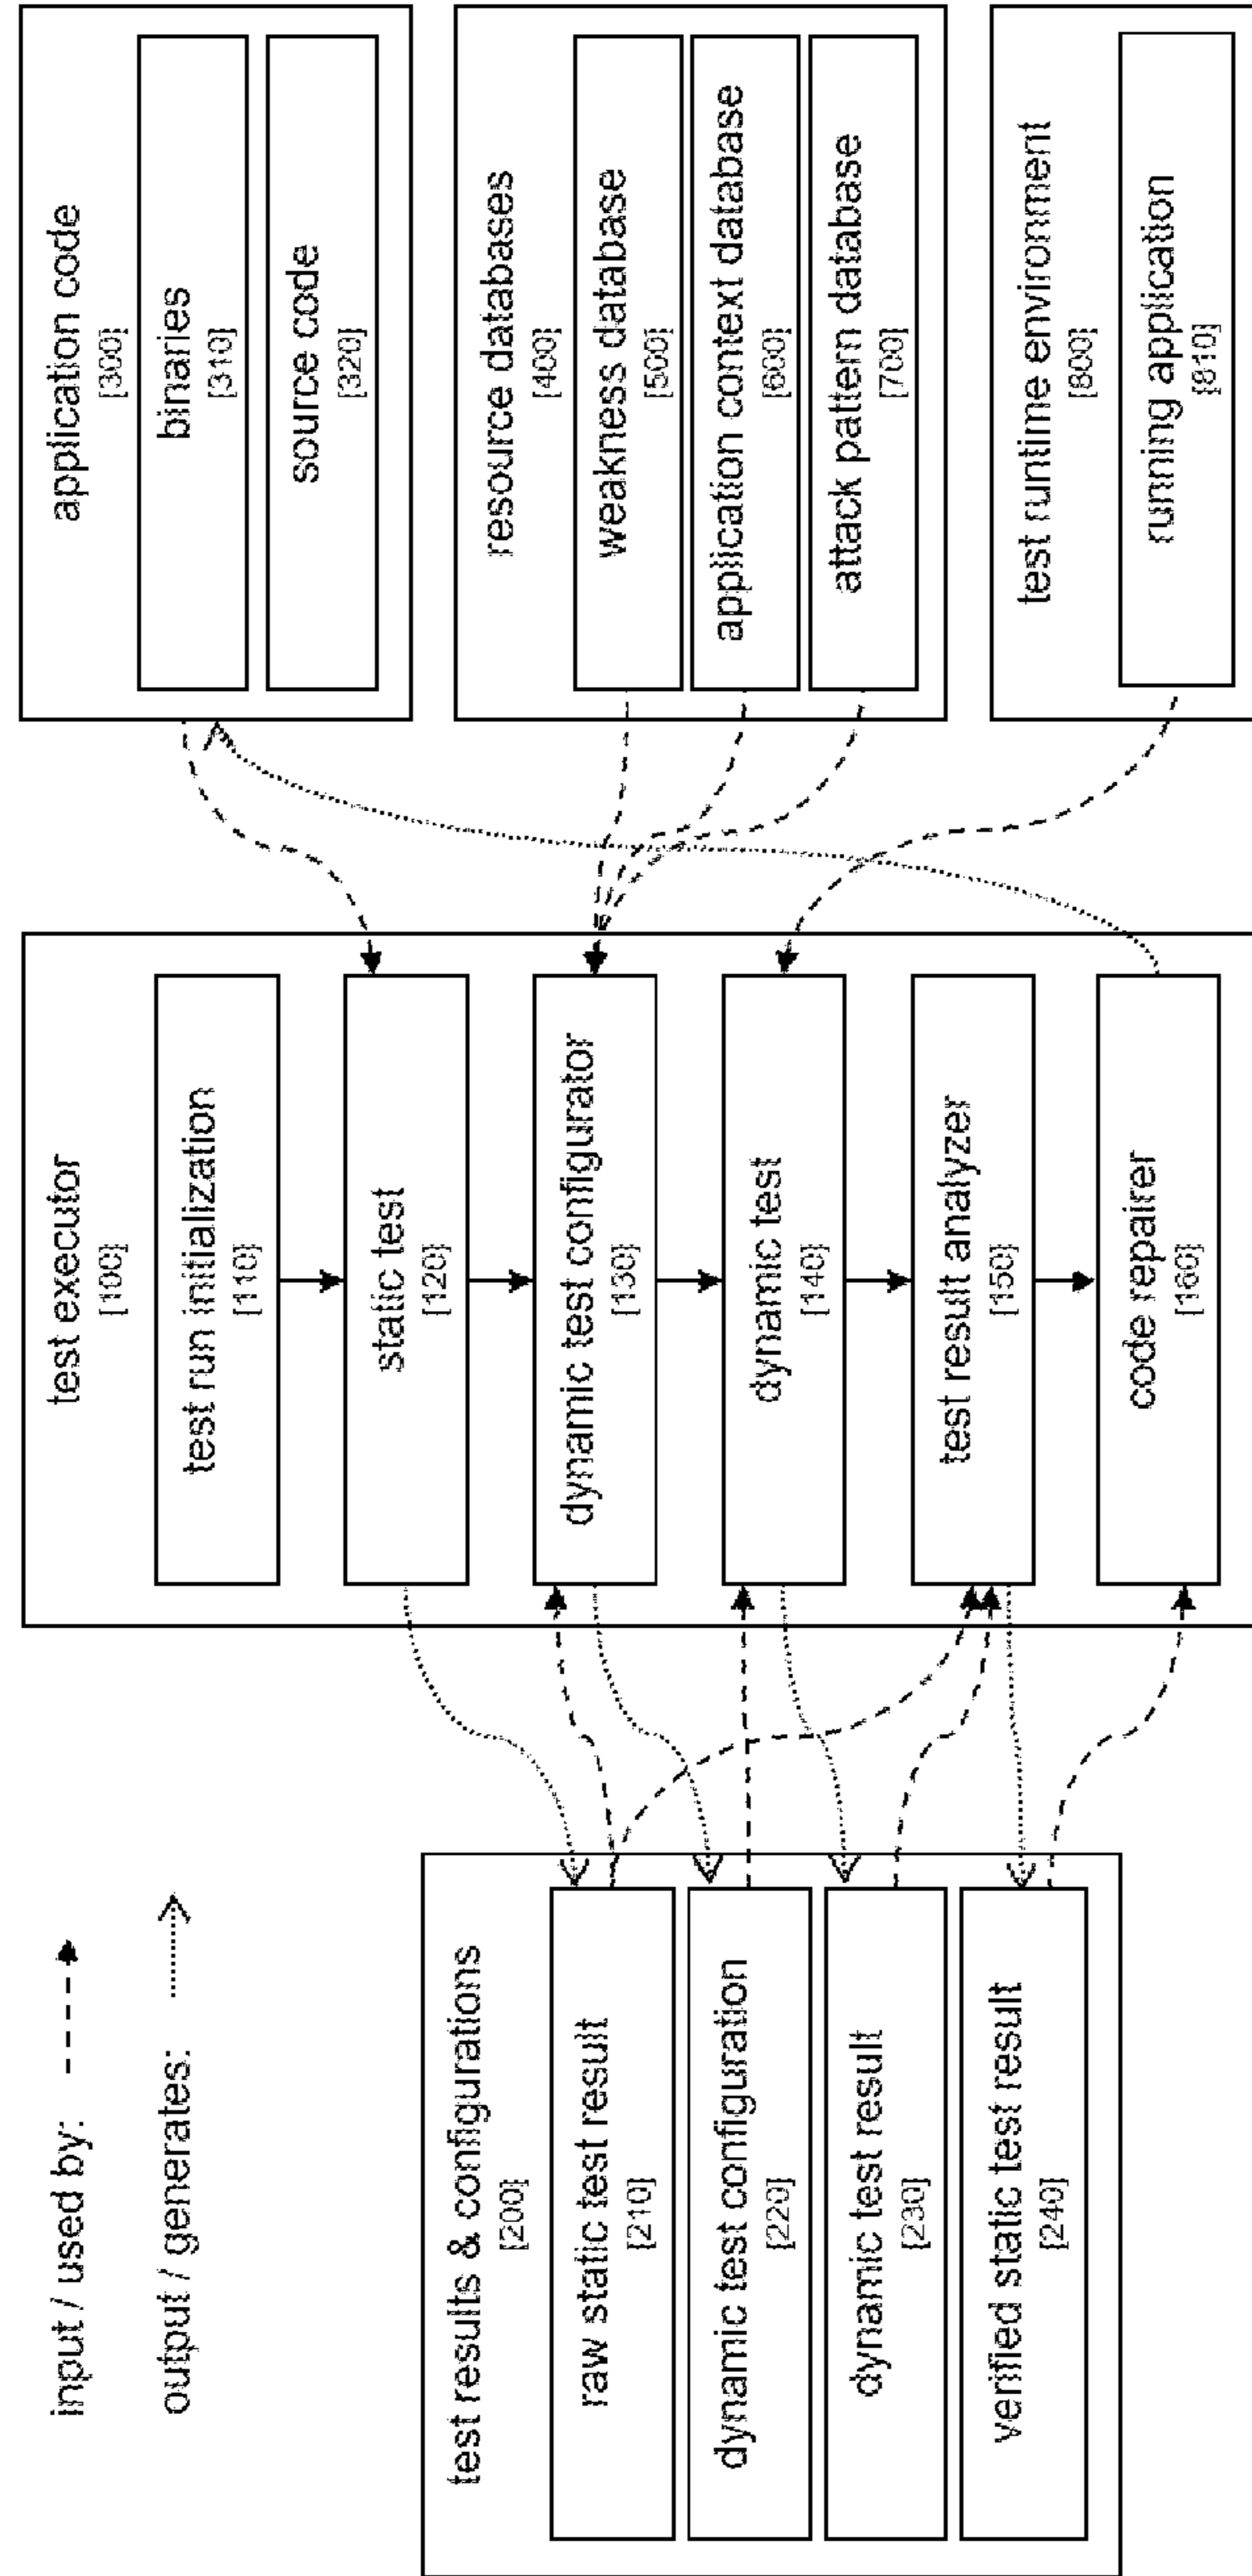 input / used by:
output / generates:
test results & configurations
[200]
raw static test result
[210]
dynamic test configuration
[220]
dynamic test result
[230]
verified static test result
[240]
test executor
[100]
test run initialization
[110]
static test
[120]
dynamic test configurator
[130]
dynamic test
[140]
test result analyzer
[150]
code repairer
[160]
application code
[300]
binaries
[310]
source code
[320]
resource databases
[400]
weakness database
[500]
application context database
[600]
attack pattern database
[700]
test runtime environment
[800]
running application
[810]